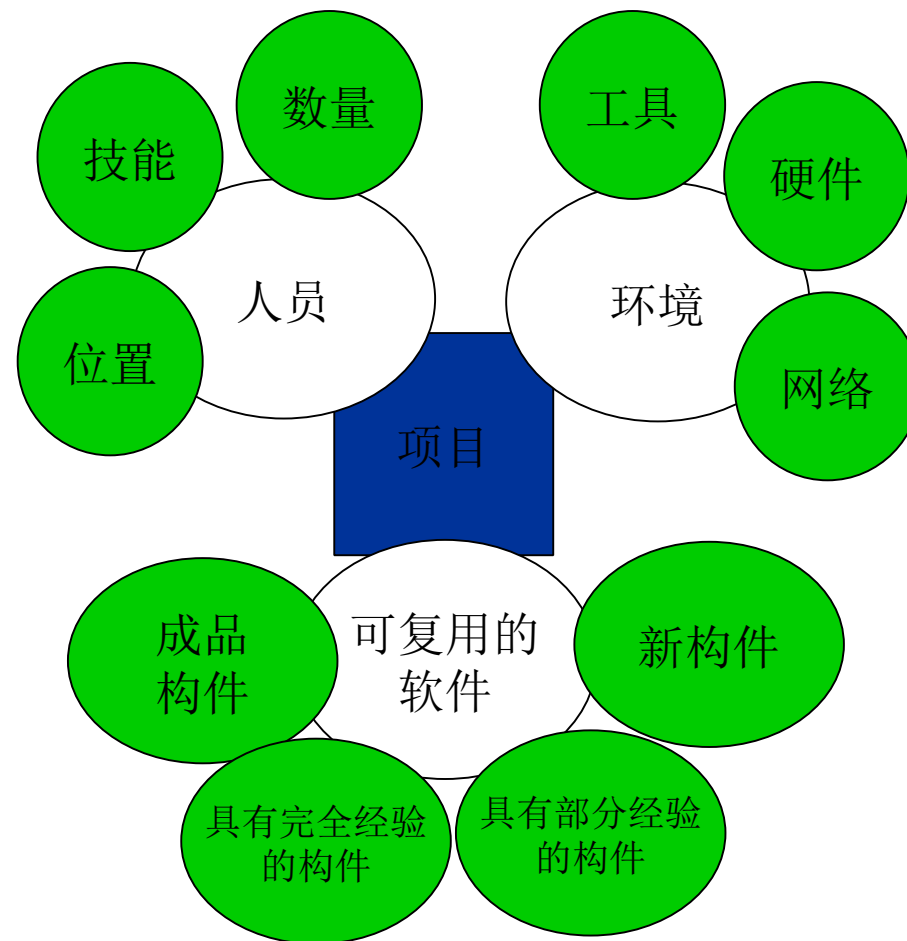 数量
工具
技能
硬件
人员
环境
位置
网络
项目
成品
构件
可复用的
软件
新构件
具有完全经验
的构件
具有部分经验
的构件